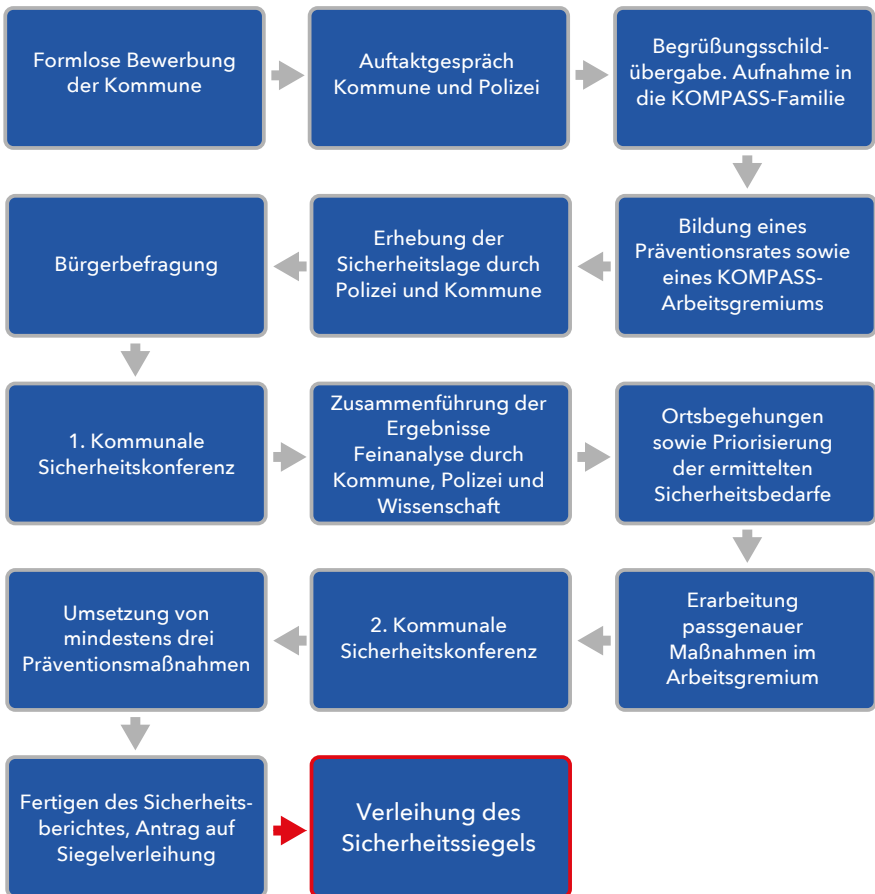 Formlose Bewerbung
der Kommune
Auftaktgespräch
Kommune und Polizei
Begrüßungsschild-
übergabe. Aufnahme in
die KOMPASS-Familie
Bildung eines
Präventionsrates sowie
eines KOMPASS-
Arbeitsgremiums
Erhebung der
Sicherheitslage durch
Polizei und Kommune
Bürgerbefragung
1. Kommunale
Sicherheitskonferenz
Zusammenführung der
Ergebnisse
Feinanalyse durch
Kommune, Polizei und
Wissenschaft
Ortsbegehungen
sowie Priorisierung
der ermittelten
Sicherheitsbedarfe
Erarbeitung
passgenauer
Maßnahmen im
Arbeitsgremium
2. Kommunale
Sicherheitskonferenz
Umsetzung von
mindestens drei
Präventionsmaßnahmen
Fertigen des Sicherheits-
berichtes, Antrag auf
Siegelverleihung
Verleihung des
Sicherheitssiegels